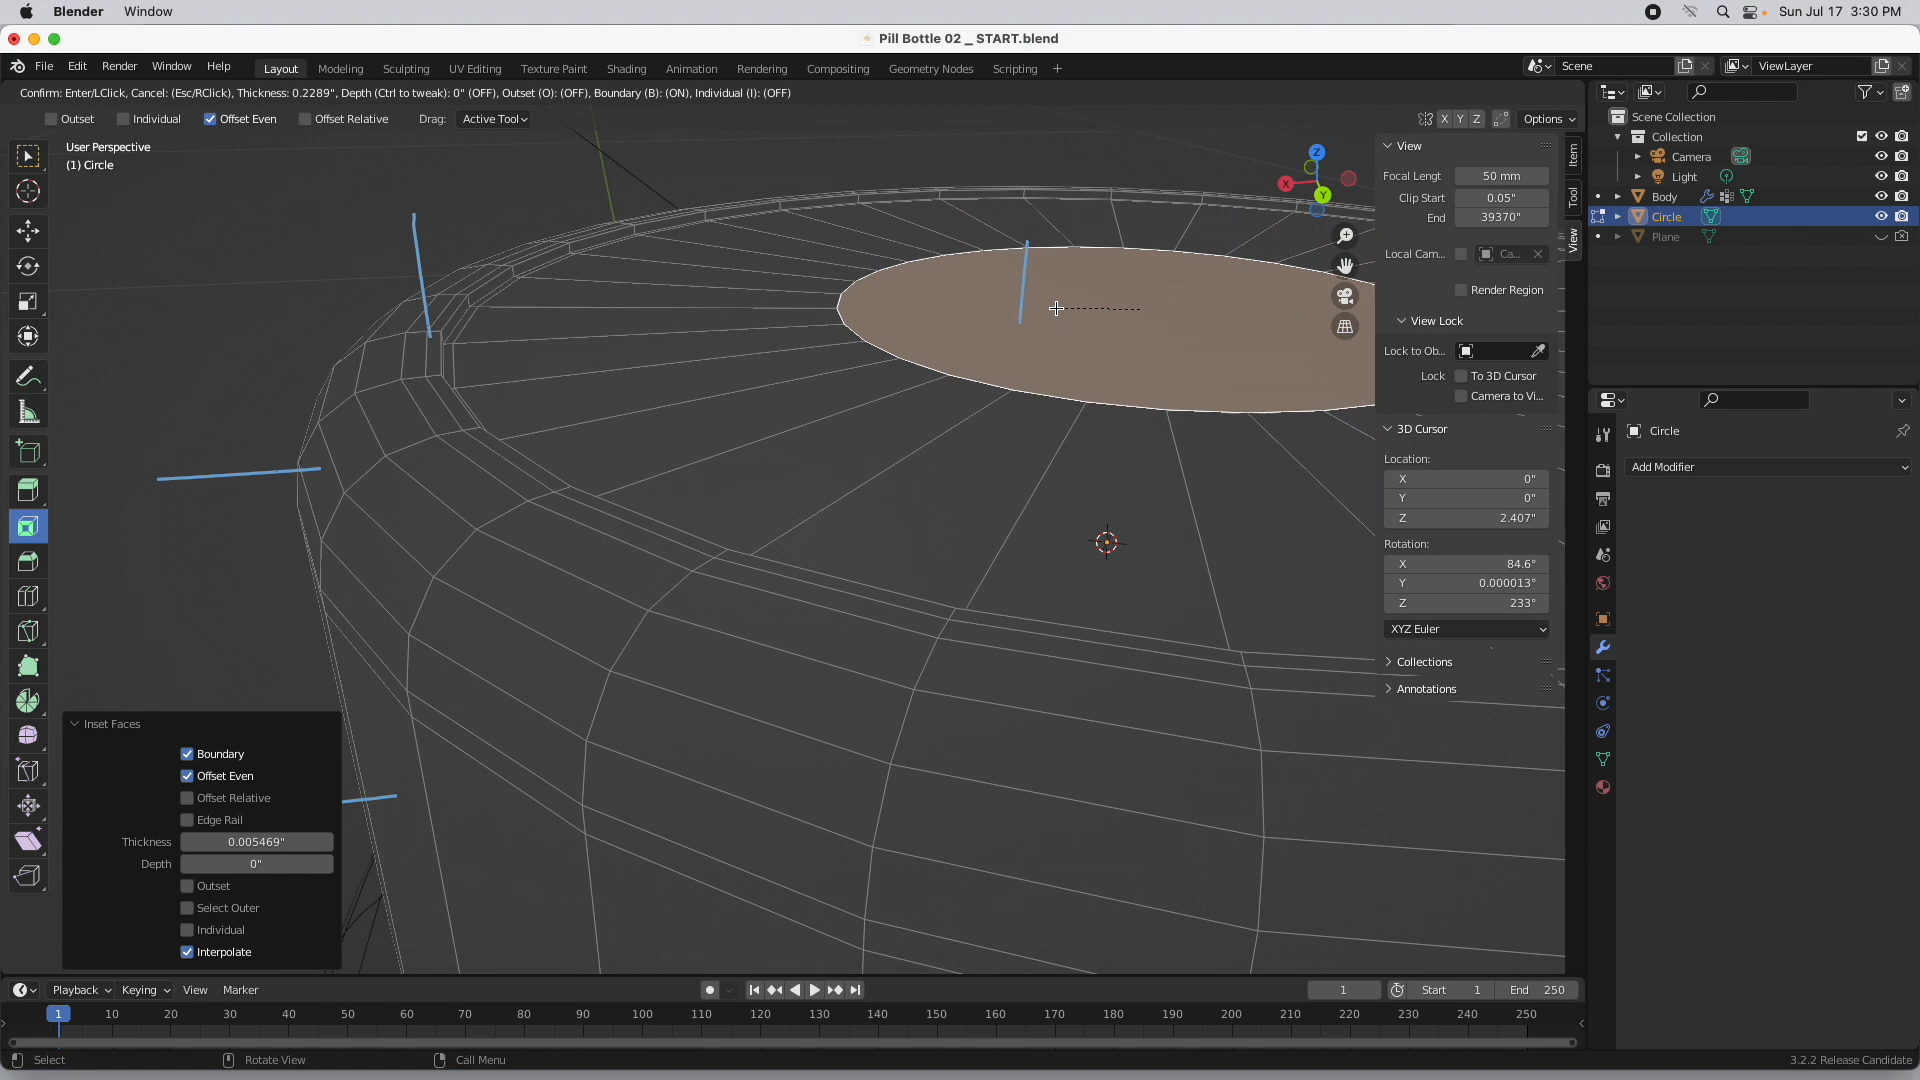 Blender Window Sun Jul 17 3:30 PM
Pill Bottle 02 _ START.blend
File Edit Render Window Help Layout Modeling Sculpting UV Editing Texture Paint Shading Animation Rendering Compositing Geometry Nodes Scripting + Scene ViewLayer
Confirm: Enter/LClick, Cancel: (Esc/RClick), Thickness: 0.2289", Depth (Ctrl to tweak): 0" (OFF), Outset (O): (OFF), Boundary (B): (ON), Individual (I): (OFF)
Outset Individual Offset Even Offset Relative Drag: Active Tool X Y Z Options
User Perspective
(1) Circle
Z
X
Y
View
Focal Lengt 50 mm
Clip Start 0.05"
End 39370"
Local Cam... Ca...
Render Region
View Lock
Lock to Ob...
Lock To 3D Cursor
Camera to Vi...
3D Cursor
Location:
X 0"
Y 0"
Z 2.407"
Rotation:
X 84.6°
Y 0.000013°
Z 233°
XYZ Euler
Collections
Annotations
Item
Tool
View
Scene Collection
Collection
Camera
Light
Body
Circle
Plane
Circle
Add Modifier
Inset Faces
Boundary
Offset Even
Offset Relative
Edge Rail
Thickness 0.005469"
Depth 0"
Outset
Select Outer
Individual
Interpolate
Playback Keying View Marker 1 Start 1 End 250
1 10 20 30 40 50 60 70 80 90 100 110 120 130 140 150 160 170 180 190 200 210 220 230 240 250
Select Rotate View Call Menu 3.2.2 Release Candidate